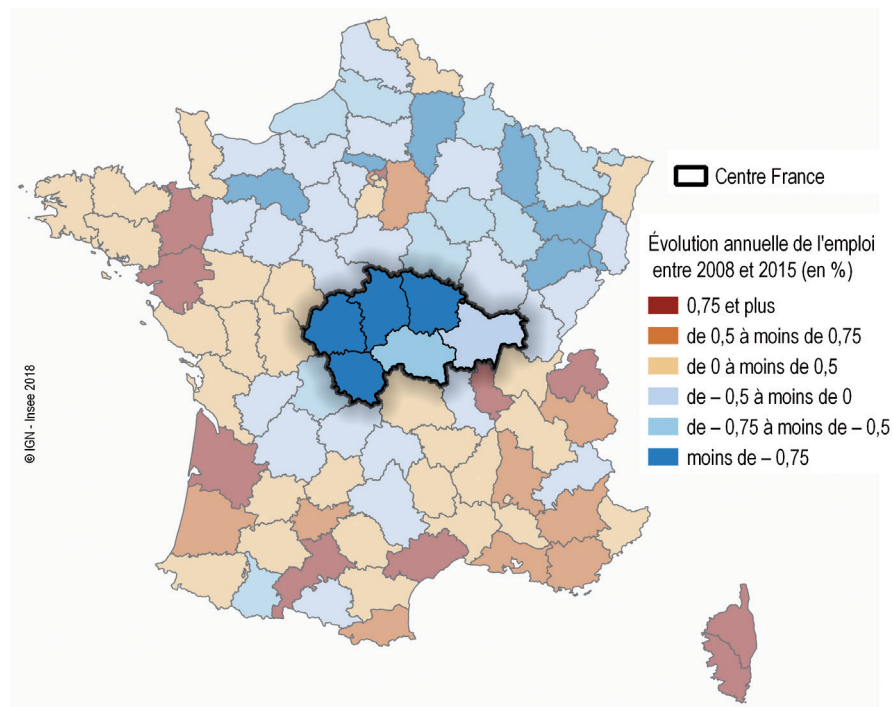 Centre France
Évolution annuelle de l'emploi
entre 2008 et 2015 (en %)
0,75 et plus
de 0,5 à moins de 0,75
de 0 à moins de 0,5
de – 0,5 à moins de 0
de – 0,75 à moins de – 0,5
moins de – 0,75
© IGN - Insee 2018